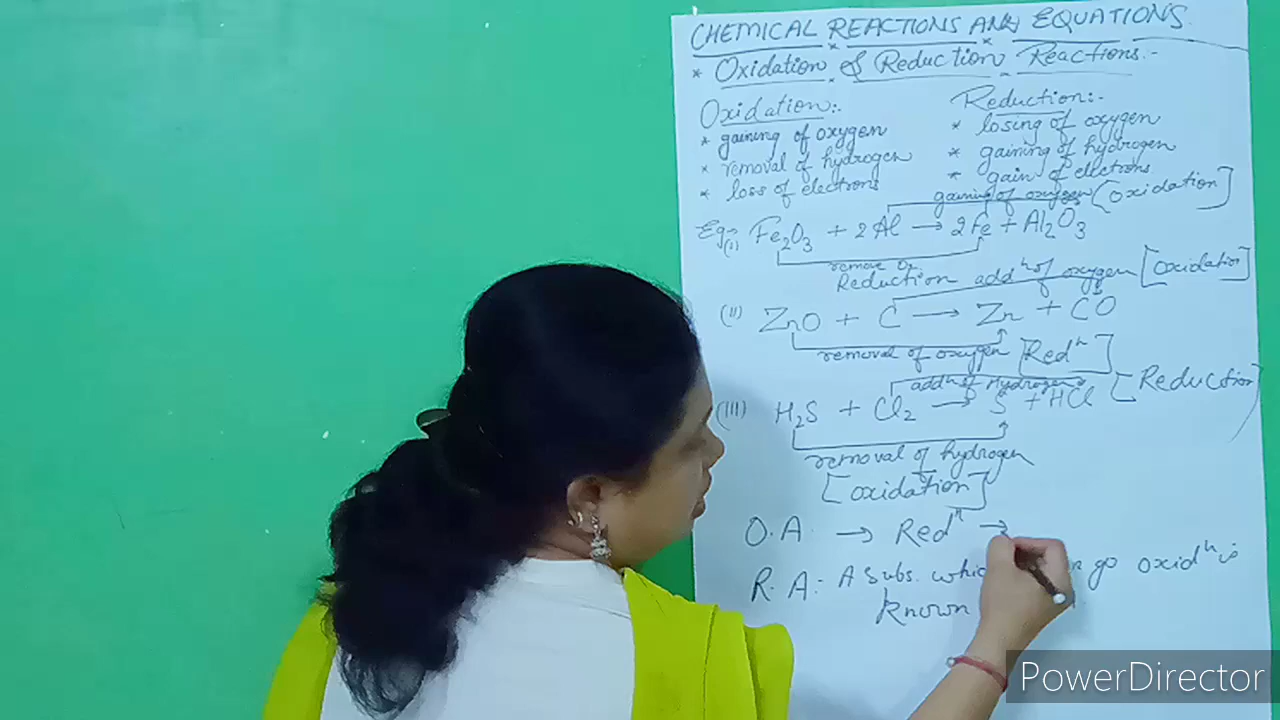 CHEMICAL REACTIONS AND EQUATIONS
* Oxidation & Reduction Reactions:-
Oxidation:-
* gaining of oxygen
* removal of hydrogen
* loss of electrons
Reduction:-
* losing of oxygen
* gaining of hydrogen
* gain of electrons
gaining of oxygen [Oxidation]
Eg:- (i) Fe₂O₃ + 2Al → 2Fe + Al₂O₃
remove O₂
Reduction
addⁿ of oxygen [Oxidation]
(II) ZnO + C → Zn + CO
removal of oxygen [Redⁿ]
addⁿ of Hydrogen [Reduction]
(III) H₂S + Cl₂ → S + HCl
removal of hydrogen
[oxidation]
O.A. → Redⁿ →
R.A:- A Subs. go oxidⁿ is
known
PowerDirector